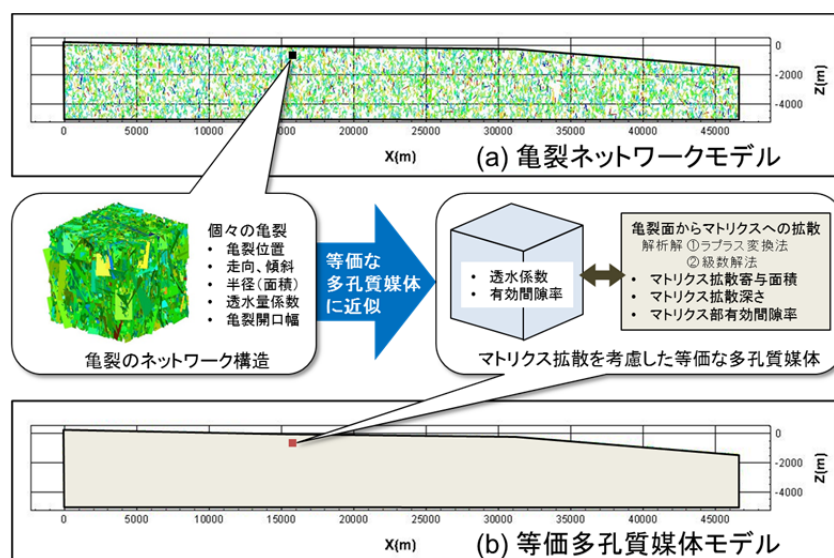 0
-2000
-4000
Z(m)
0
5000
10000
15000
20000
25000
30000
35000
40000
45000
X(m)
(a) 亀裂ネットワークモデル
個々の亀裂
• 亀裂位置
• 走向、傾斜
• 半径(面積)
• 透水量係数
• 亀裂開口幅
亀裂のネットワーク構造
等価な
多孔質媒体
に近似
• 透水係数
• 有効間隙率
亀裂面からマトリクスへの拡散
解析解 ①ラプラス変換法
②級数解法
• マトリクス拡散寄与面積
• マトリクス拡散深さ
• マトリクス部有効間隙率
マトリクス拡散を考慮した等価な多孔質媒体
0
-2000
-4000
Z(m)
0
5000
10000
15000
20000
25000
30000
35000
40000
45000
X(m)
(b) 等価多孔質媒体モデル